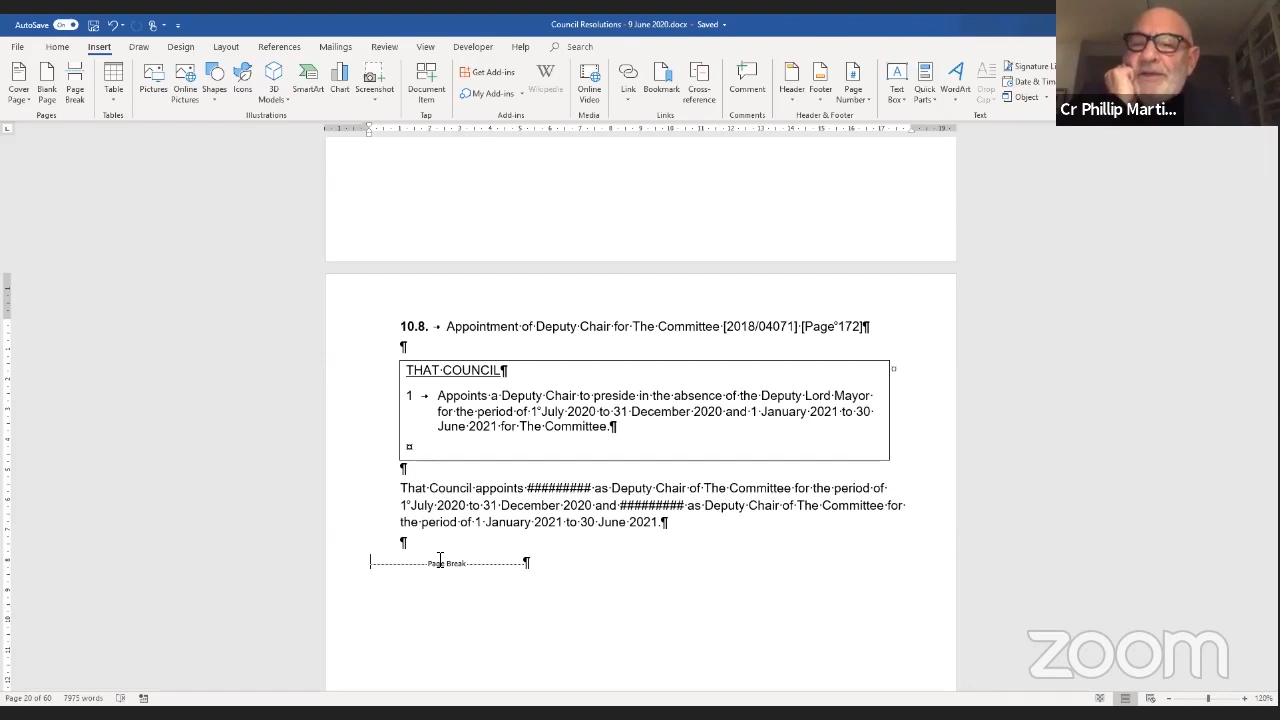 AutoSave On
Council Resolutions - 9 June 2020.docx - Saved
File Home Insert Draw Design Layout References Mailings Review View Developer Help Search
Cover Page
Blank Page
Page Break
Table
Pictures
Online Pictures
Shapes
Icons
3D Models
SmartArt
Chart
Screenshot
Document Item
Get Add-ins
My Add-ins
Wikipedia
Online Video
Link
Bookmark
Cross-reference
Comment
Header
Footer
Page Number
Text Box
Quick Parts
WordArt
Drop Cap
Signature Li
Date & Tim
Object
Pages Tables Illustrations Add-ins Media Links Comments Header & Footer Text
Cr Phillip Marti...
10.8. Appointment of Deputy Chair for The Committee [2018/04071] [Page 172]
THAT COUNCIL
1 Appoints a Deputy Chair to preside in the absence of the Deputy Lord Mayor
for the period of 1 July 2020 to 31 December 2020 and 1 January 2021 to 30
June 2021 for The Committee.
That Council appoints ######### as Deputy Chair of The Committee for the period of
1 July 2020 to 31 December 2020 and ######### as Deputy Chair of The Committee for
the period of 1 January 2021 to 30 June 2021.
Page Break
zoom
Page 20 of 60 7975 words 120%